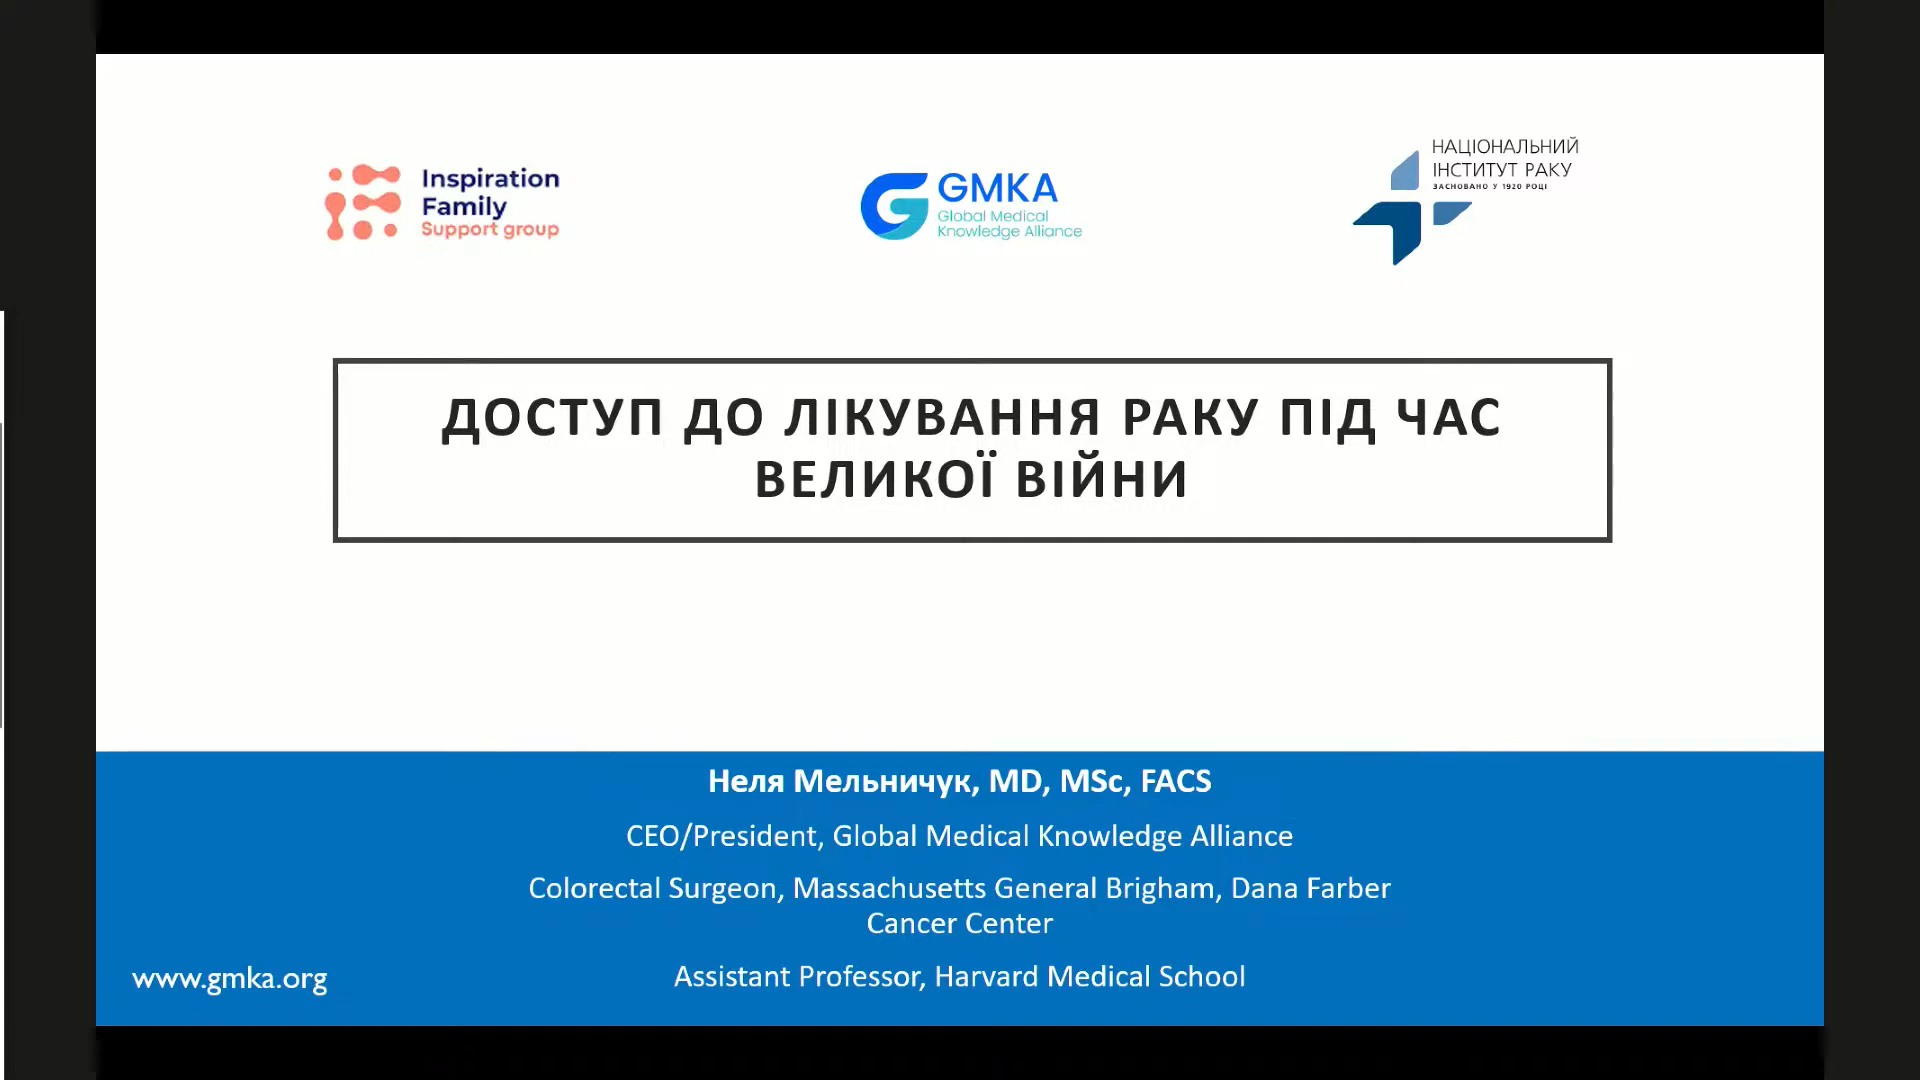 Inspiration
Family
Support group
GMKA
Global Medical
Knowledge Alliance
НАЦІОНАЛЬНИЙ
ІНСТИТУТ РАКУ
ЗАСНОВАНО У 1920 РОЦІ
ДОСТУП ДО ЛІКУВАННЯ РАКУ ПІД ЧАС
ВЕЛИКОЇ ВІЙНИ
Неля Мельничук, MD, MSc, FACS
CEO/President, Global Medical Knowledge Alliance
Colorectal Surgeon, Massachusetts General Brigham, Dana Farber
Cancer Center
Assistant Professor, Harvard Medical School
www.gmka.org